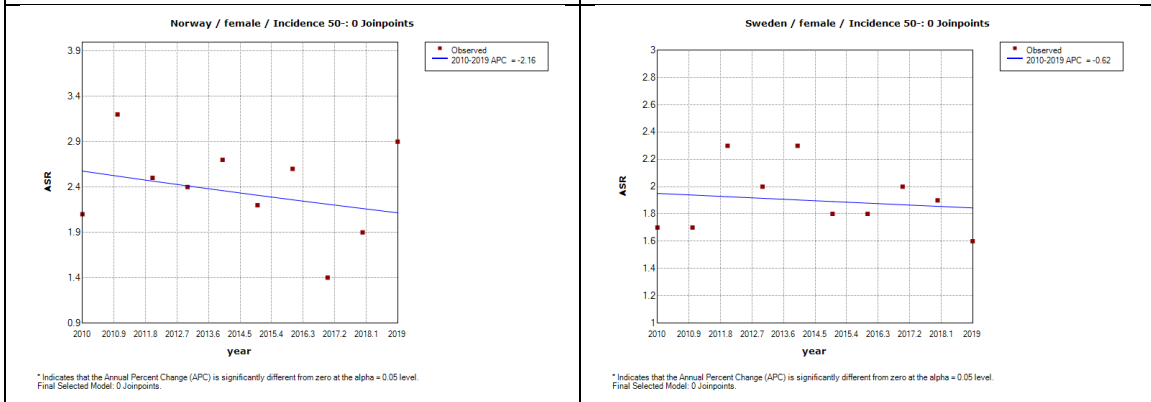 Norway / female / Incidence 50-: 0 Joinpoints
Observed
2010-2019 APC = -2.16
3.9
3.4
2.9
2.4
1.9
1.4
0.9
ASR
2010 2010.9 2011.8 2012.7 2013.6 2014.5 2015.4 2016.3 2017.2 2018.1 2019
year
* Indicates that the Annual Percent Change (APC) is significantly different from zero at the alpha = 0.05 level.
Final Selected Model: 0 Joinpoints.
Sweden / female / Incidence 50-: 0 Joinpoints
Observed
2010-2019 APC = -0.62
3
2.8
2.6
2.4
2.2
2
1.8
1.6
1.4
1.2
1
ASR
2010 2010.9 2011.8 2012.7 2013.6 2014.5 2015.4 2016.3 2017.2 2018.1 2019
year
* Indicates that the Annual Percent Change (APC) is significantly different from zero at the alpha = 0.05 level.
Final Selected Model: 0 Joinpoints.